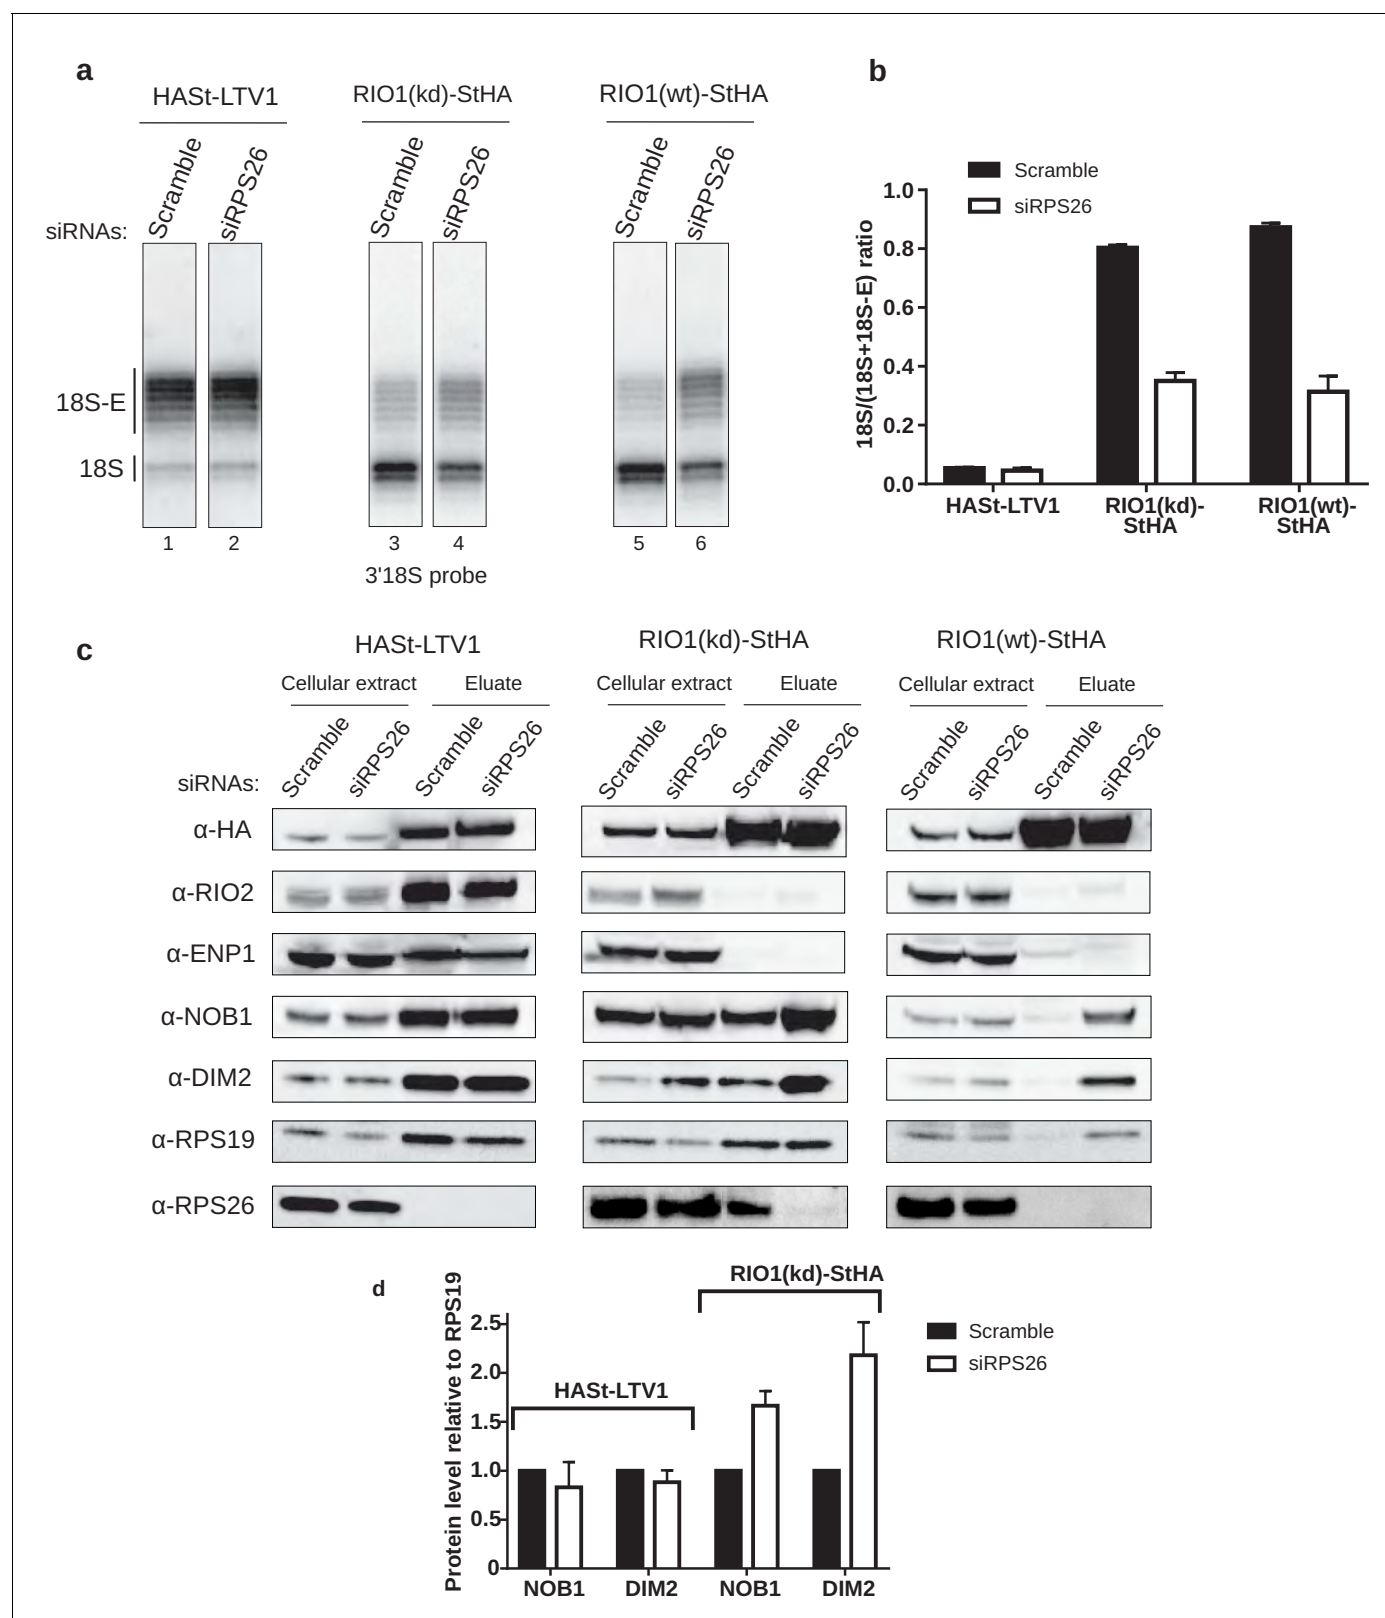 a
HASt-LTV1
RIO1(kd)-StHA
RIO1(wt)-StHA
siRNAs:
Scramble
siRPS26
Scramble
siRPS26
Scramble
siRPS26
18S-E
18S
1
2
3
4
5
6
3'18S probe
b
Scramble
siRPS26
18S/(18S+18S-E) ratio
1.0
0.8
0.6
0.4
0.2
0.0
HASt-LTV1
RIO1(kd)-
StHA
RIO1(wt)-
StHA
c
HASt-LTV1
RIO1(kd)-StHA
RIO1(wt)-StHA
Cellular extract
Eluate
Cellular extract
Eluate
Cellular extract
Eluate
siRNAs:
Scramble
siRPS26
Scramble
siRPS26
Scramble
siRPS26
Scramble
siRPS26
Scramble
siRPS26
Scramble
siRPS26
α-HA
α-RIO2
α-ENP1
α-NOB1
α-DIM2
α-RPS19
α-RPS26
d
Protein level relative to RPS19
2.5
2.0
1.5
1.0
0.5
0
HASt-LTV1
RIO1(kd)-StHA
Scramble
siRPS26
NOB1
DIM2
NOB1
DIM2